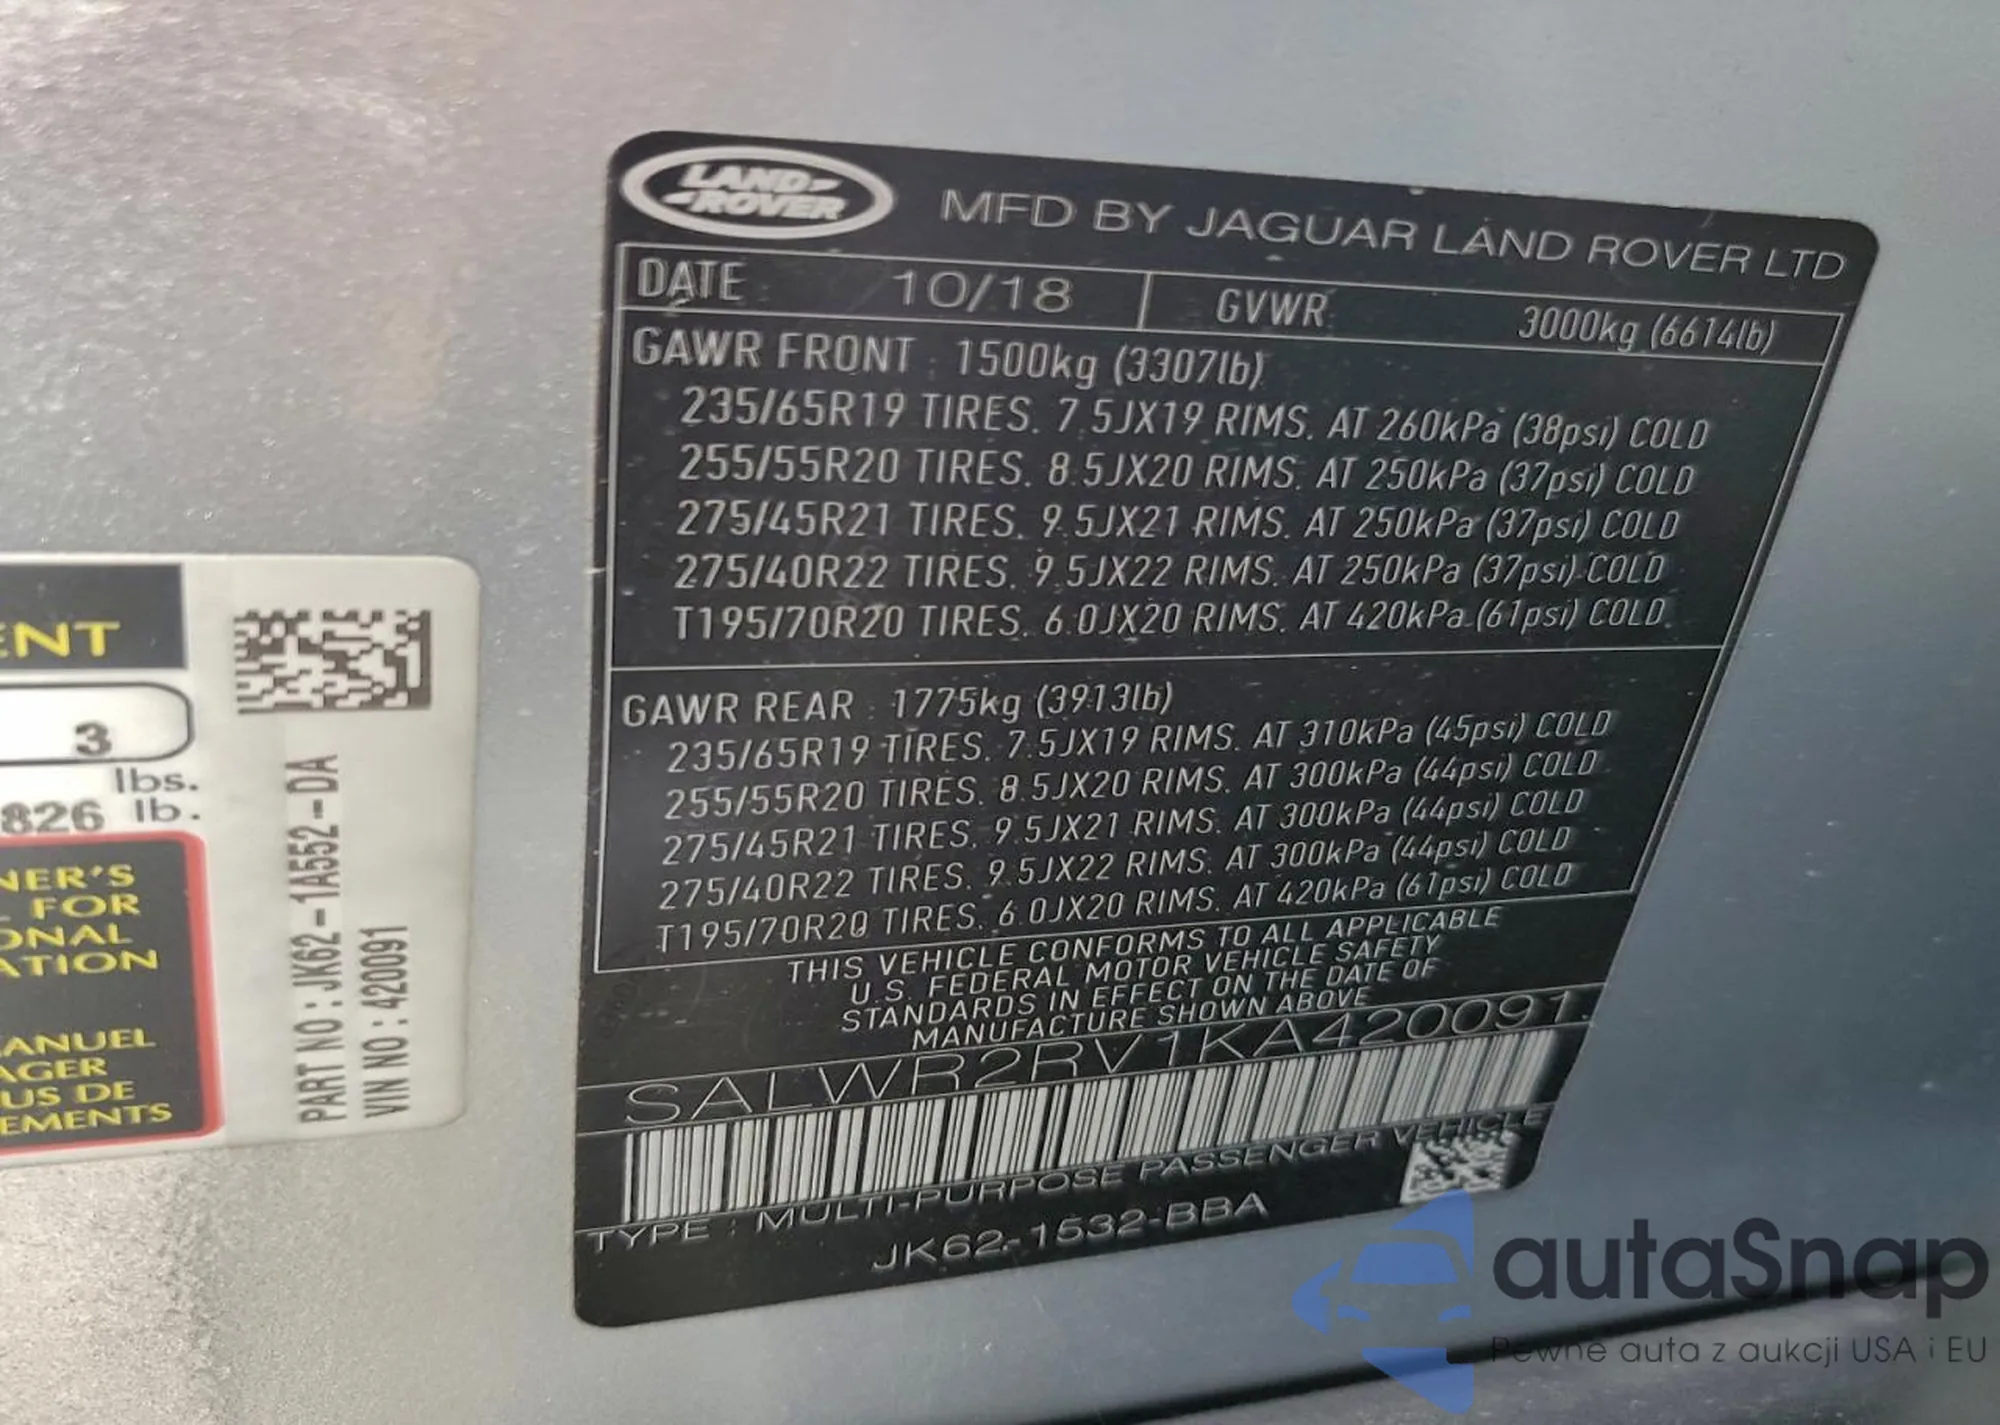 LAND-
-ROVER
MFD BY JAGUAR LAND ROVER LTD
DATE : 10/18 GVWR: 3000kg (6614lb)
GAWR FRONT : 1500kg (3307lb)
235/65R19 TIRES. 7.5JX19 RIMS. AT 260kPa (38psi) COLD
255/55R20 TIRES. 8.5JX20 RIMS. AT 250kPa (37psi) COLD
275/45R21 TIRES. 9.5JX21 RIMS. AT 250kPa (37psi) COLD
275/40R22 TIRES. 9.5JX22 RIMS. AT 250kPa (37psi) COLD
T195/70R20 TIRES. 6.0JX20 RIMS. AT 420kPa (61psi) COLD
GAWR REAR : 1775kg (3913lb)
235/65R19 TIRES. 7.5JX19 RIMS. AT 310kPa (45psi) COLD
255/55R20 TIRES. 8.5JX20 RIMS. AT 300kPa (44psi) COLD
275/45R21 TIRES. 9.5JX21 RIMS. AT 300kPa (44psi) COLD
275/40R22 TIRES. 9.5JX22 RIMS. AT 300kPa (44psi) COLD
T195/70R20 TIRES. 6.0JX20 RIMS. AT 420kPa (61psi) COLD
THIS VEHICLE CONFORMS TO ALL APPLICABLE
U.S. FEDERAL MOTOR VEHICLE SAFETY
STANDARDS IN EFFECT ON THE DATE OF
MANUFACTURE SHOWN ABOVE
SALWR2RV1KA420091
TYPE : MULTI-PURPOSE PASSENGER VEHICLE
JK62-1532-BBA
ENT
3
lbs.
826 lb.
NER'S
L FOR
ONAL
ATION
ANUEL
AGER
US DE
EMENTS
PART NO : JK62-1A552-DA
VIN NO : 420091
autaSnap
Pewne auta z aukcji USA i EU